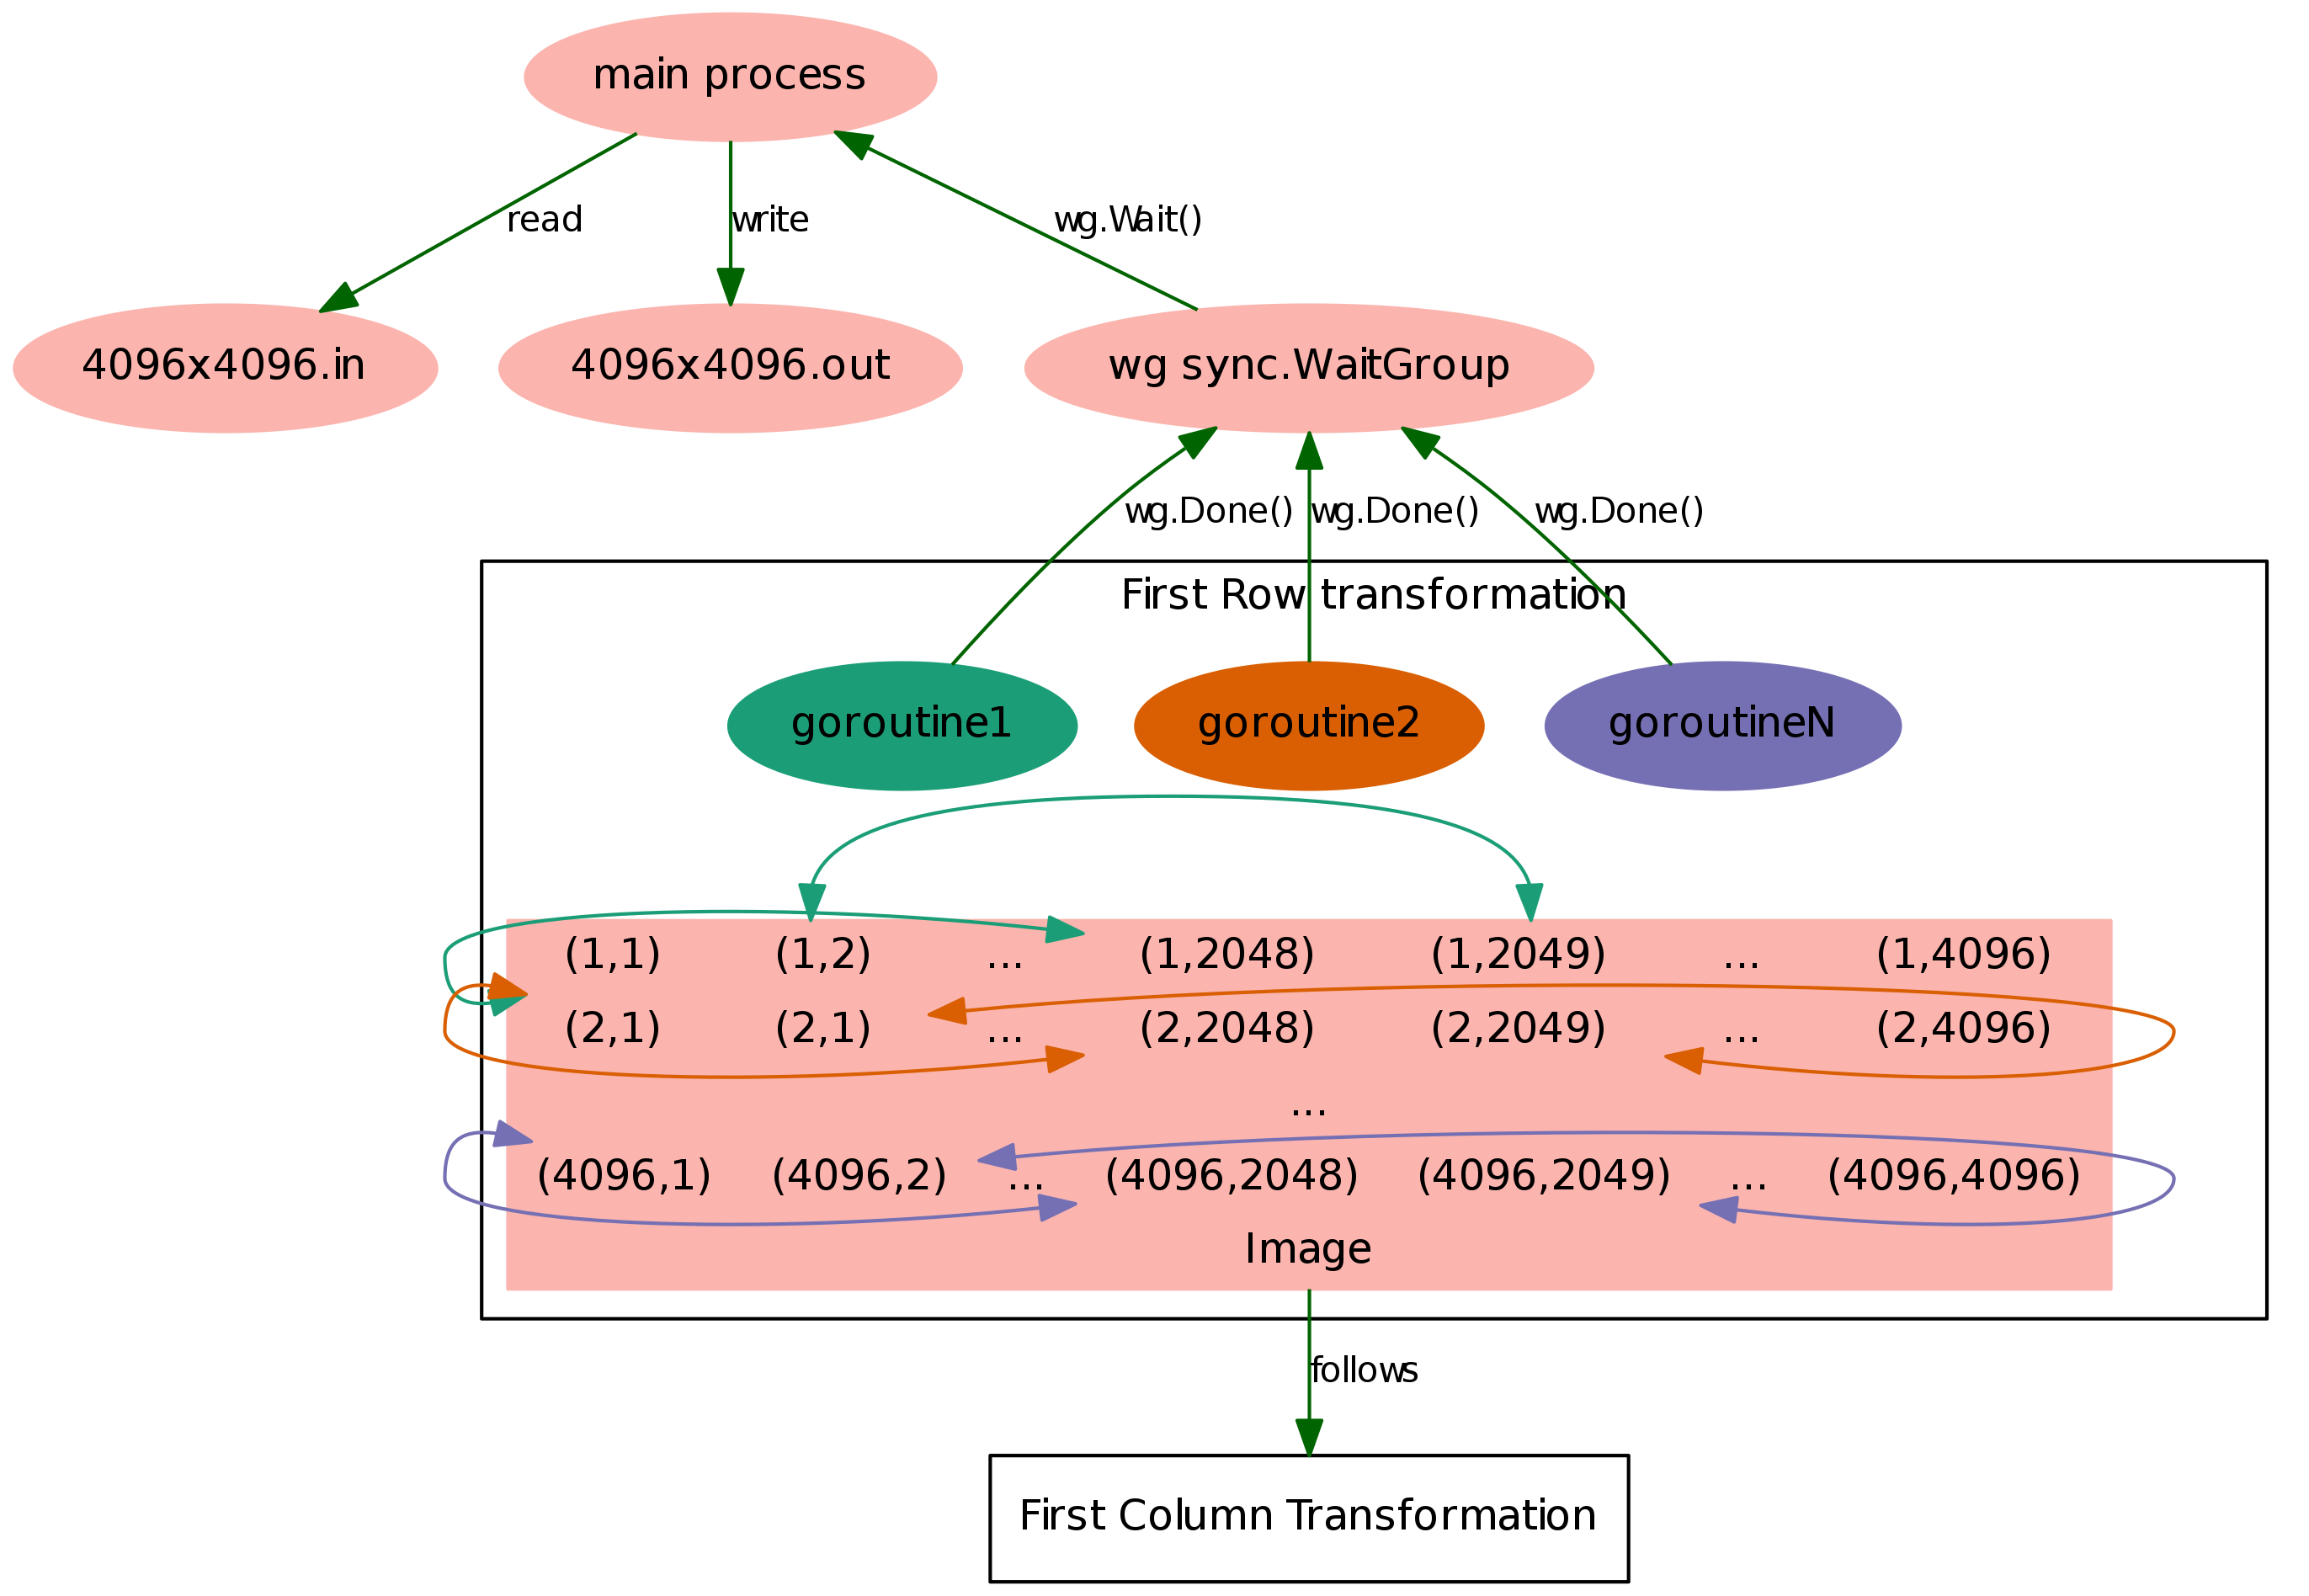 main process
read
write
wg.Wait()
4096x4096.in
4096x4096.out
wg sync.WaitGroup
wg.Done()
wg.Done()
wg.Done()
First Row transformation
goroutine1
goroutine2
goroutineN
(1,1) (1,2) ... (1,2048) (1,2049) ... (1,4096)
(2,1) (2,1) ... (2,2048) (2,2049) ... (2,4096)
...
(4096,1) (4096,2) ... (4096,2048) (4096,2049) ... (4096,4096)
Image
follows
First Column Transformation